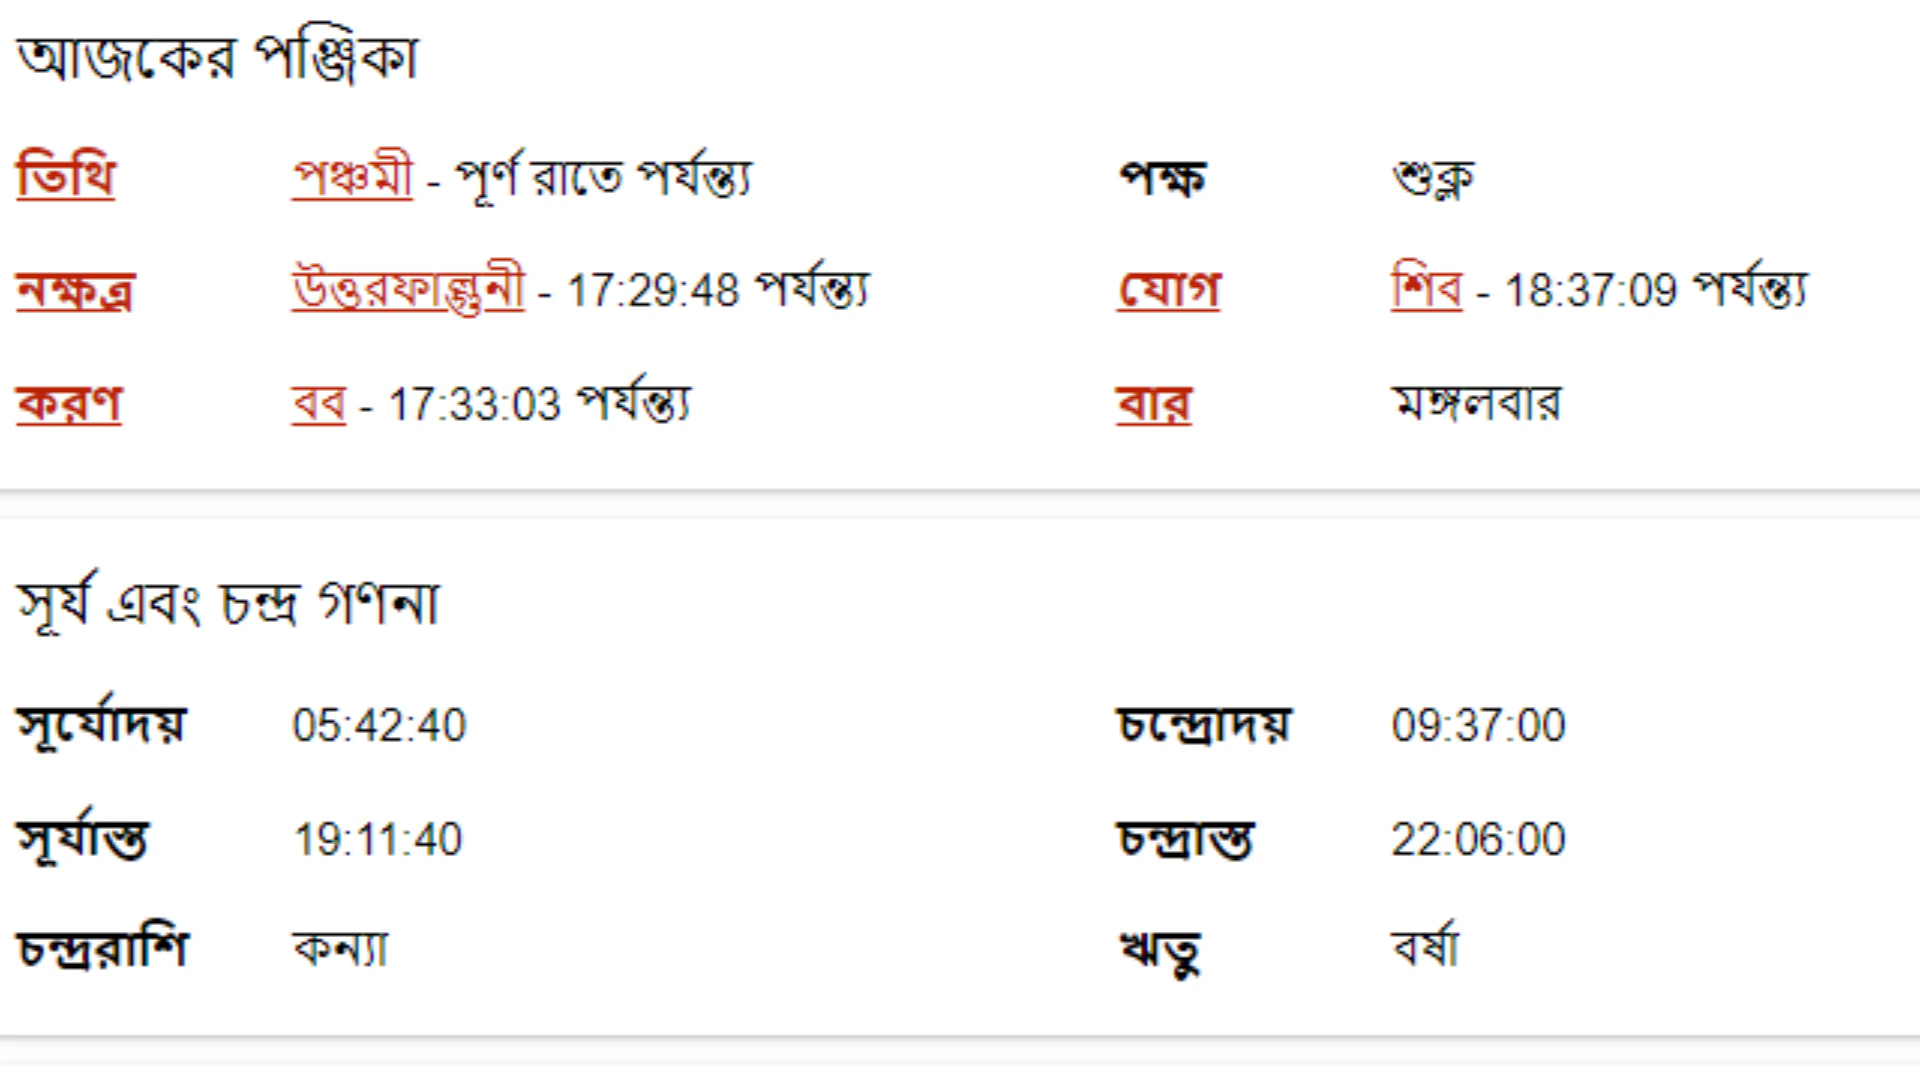 আজকের পঞ্জিকা
তিথি পঞ্চমী - পূর্ণ রাতে পর্যন্ত্য পক্ষ শুক্ল
নক্ষত্র উত্তরফাল্গুনী - 17:29:48 পর্যন্ত্য যোগ শিব - 18:37:09 পর্যন্ত্য
করণ বব - 17:33:03 পর্যন্ত্য বার মঙ্গলবার
সূর্য এবং চন্দ্র গণনা
সূর্যোদয় 05:42:40 চন্দ্রোদয় 09:37:00
সূর্যাস্ত 19:11:40 চন্দ্রাস্ত 22:06:00
চন্দ্ররাশি কন্যা ঋতু বর্ষা